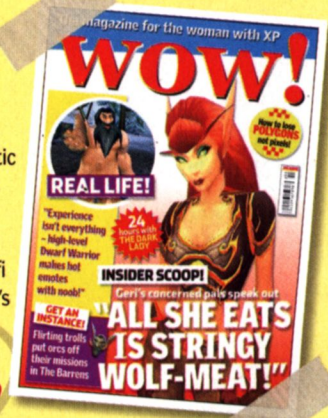 magazine for the woman with XP
WOW!
How to lose
POLYGONS
not pixels!
tic
REAL LIFE!
"Experience
isn't everything
– high-level
Dwarf Warrior
makes hot
emotes
with noob!"
24
hours with
THE DARK
LADY
fi
's
INSIDER SCOOP!
Geri's concerned pals speak out
"ALL SHE EATS
IS STRINGY
WOLF-MEAT!"
GET AN
INSTANCE!
Flirting trolls
put orcs off
their missions
in The Barrens